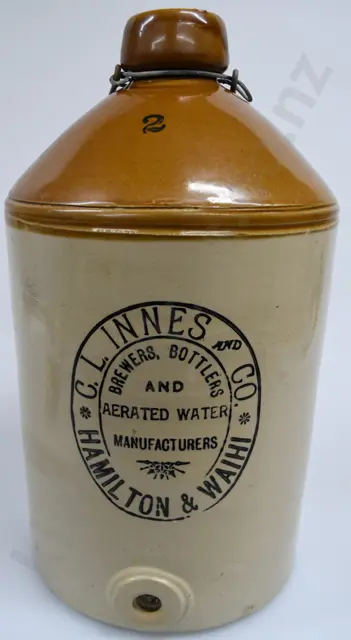 2
C. L. INNES AND CO.
BREWERS, BOTTLERS
AND
AERATED WATER
MANUFACTURERS
HAMILTON & WAIHI